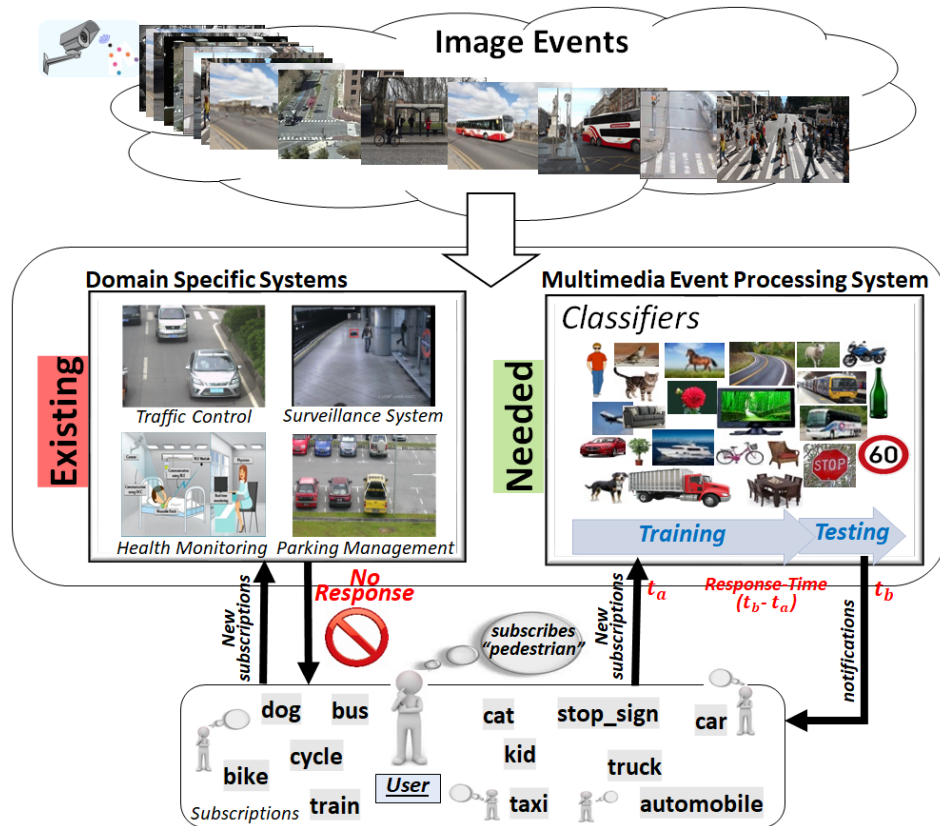 Image Events
Domain Specific Systems
Multimedia Event Processing System
Existing
Traffic Control
Surveillance System
Health Monitoring
Parking Management
Needed
Classifiers
STOP
60
Training
Testing
New
subscriptions
No
Response
subscribes
“pedestrian”
New
subscriptions
t_a
Response-Time
(t_b- t_a)
t_b
notifications
dog
bus
cat
stop_sign
car
bike
cycle
kid
truck
train
User
taxi
automobile
Subscriptions